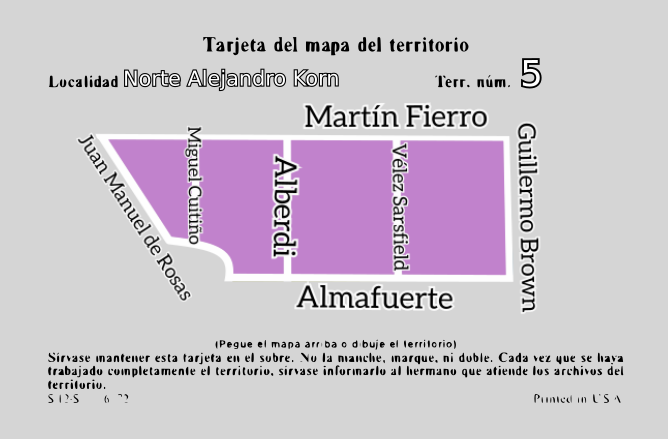 Tarjeta del mapa del territorio
Localidad Norte Alejandro Korn Terr. núm. 5
Martín Fierro
Juan Manuel de Rosas
Miguel Cuitiño
Alberdi
Vélez Sarsfield
Guillermo Brown
Almafuerte
(Pegue el mapa arriba o dibuje el territorio)
Sírvase mantener esta tarjeta en el sobre. No la manche, marque, ni doble. Cada vez que se haya
trabajado completamente el territorio, sírvase informarlo al hermano que atiende los archivos del
territorio.
S-12-S 6-72 Printed in U.S.A.